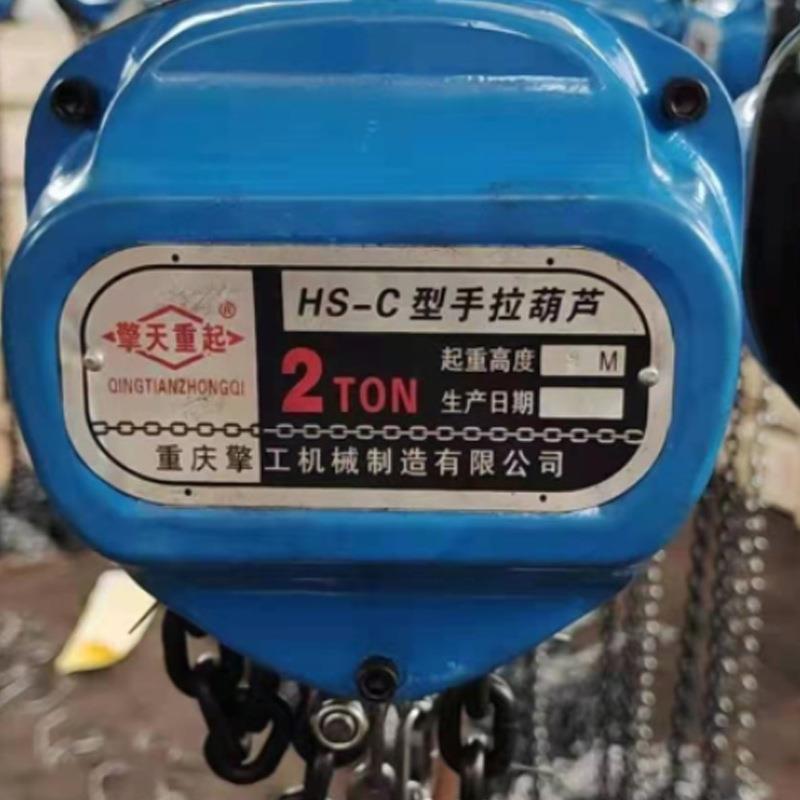 HS-C型手拉葫芦
擎天重起®
QINGTIANZHONGQI
2 TON
起重高度 M
生产日期
重庆擎工机械制造有限公司